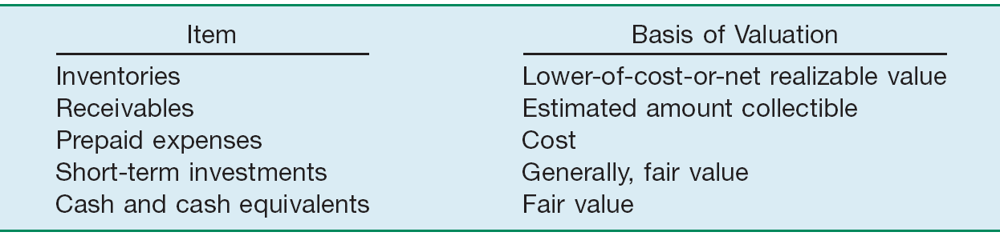 Item Basis of Valuation
Inventories Lower-of-cost-or-net realizable value
Receivables Estimated amount collectible
Prepaid expenses Cost
Short-term investments Generally, fair value
Cash and cash equivalents Fair value